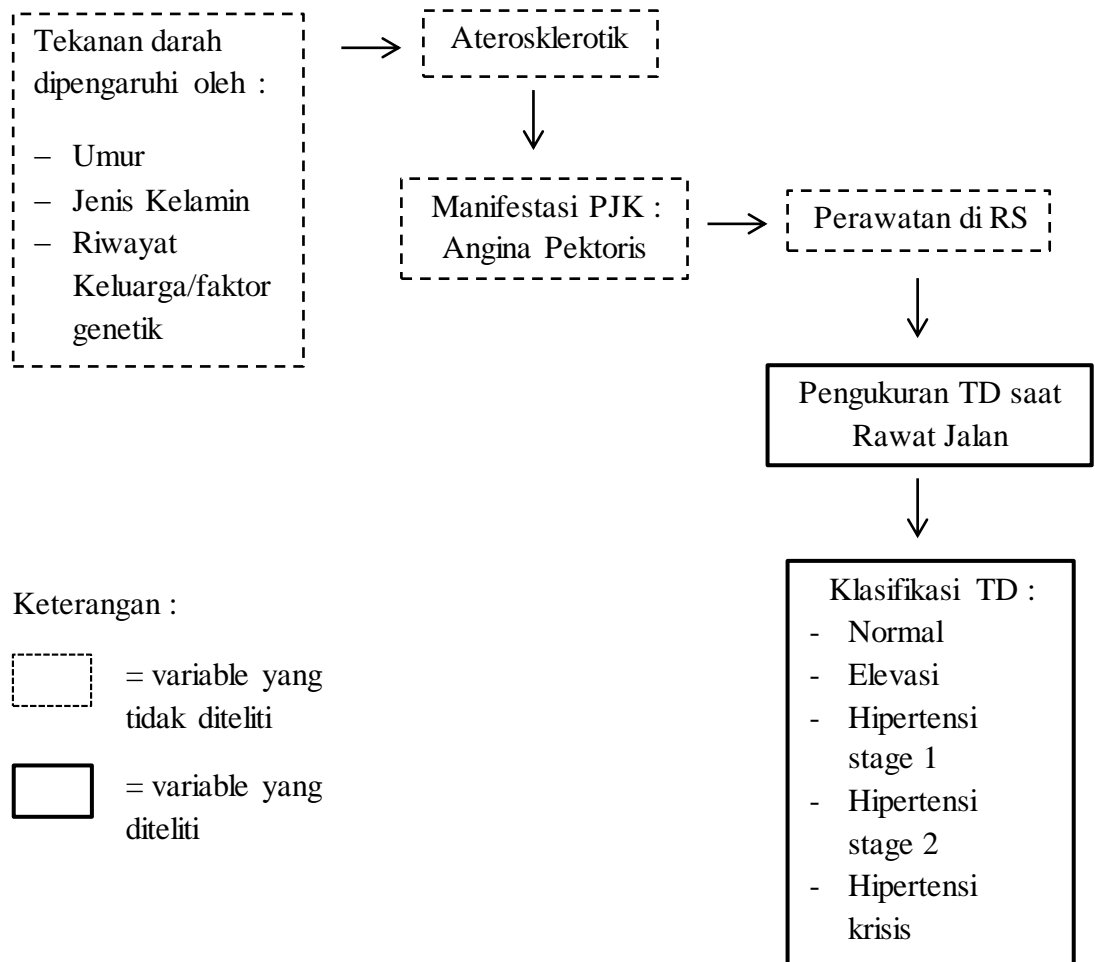 Tekanan darah
dipengaruhi oleh :
– Umur
– Jenis Kelamin
– Riwayat
Keluarga/faktor
genetik
Aterosklerotik
Manifestasi PJK :
Angina Pektoris
Perawatan di RS
Pengukuran TD saat
Rawat Jalan
Klasifikasi TD :
- Normal
- Elevasi
- Hipertensi
stage 1
- Hipertensi
stage 2
- Hipertensi
krisis
Keterangan :
= variable yang
tidak diteliti
= variable yang
diteliti